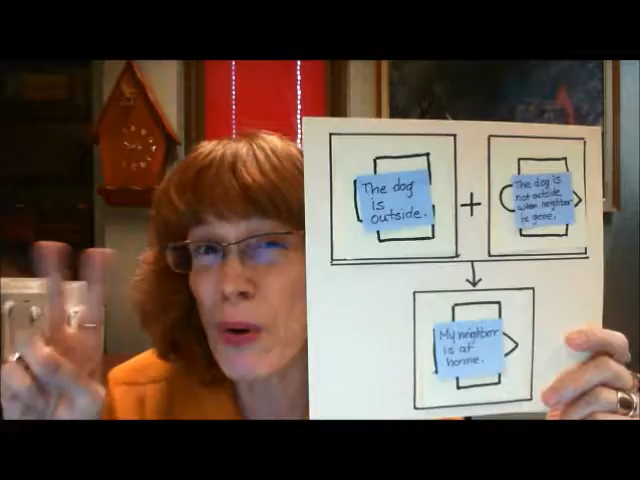 The dog
is
outside.
The dog is
not outside
when neighbor
is gone.
My neighbor
is at
home.